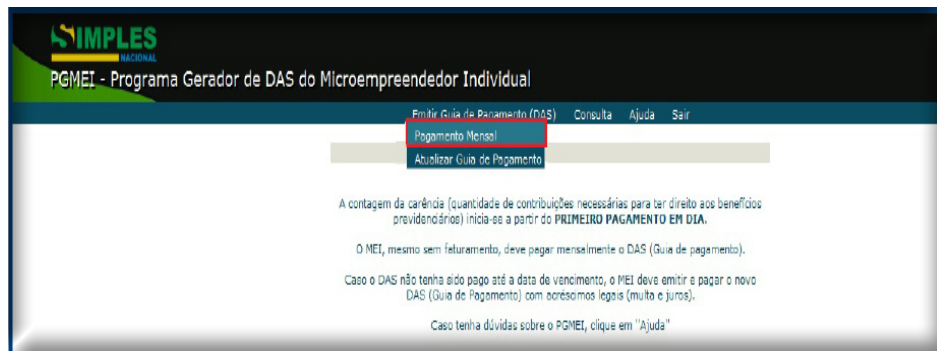 SIMPLES
NACIONAL
PGMEI - Programa Gerador de DAS do Microempreendedor Individual
Emitir Guia de Pagamento (DAS) Consulta Ajuda Sair
Pagamento Mensal
Atualizar Guia de Pagamento
A contagem da carência (quantidade de contribuições necessárias para ter direito aos benefícios
previdenciários) inicia-se a partir do PRIMEIRO PAGAMENTO EM DIA.
O MEI, mesmo sem faturamento, deve pagar mensalmente o DAS (Guia de pagamento).
Caso o DAS não tenha sido pago até a data de vencimento, o MEI deve emitir e pagar o novo
DAS (Guia de Pagamento) com acréscimos legais (multa e juros).
Caso tenha dúvidas sobre o PGMEI, clique em "Ajuda"